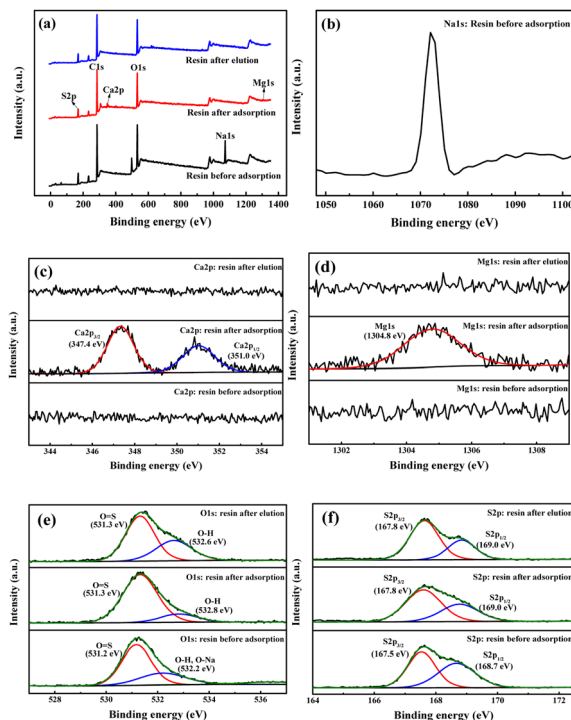 (a)
Resin after elution
C1s
O1s
S2p
Ca2p
Mg1s
Resin after adsorption
Na1s
Resin before adsorption
Intensity (a.u.)
0 200 400 600 800 1000 1200 1400
Binding energy (eV)
(b)
Na1s: Resin before adsorption
Intensity (a.u.)
1050 1060 1070 1080 1090 1100
Binding energy (eV)
(c)
Ca2p: resin after elution
Ca2p3/2
(347.4 eV)
Ca2p: resin after adsorption
Ca2p1/2
(351.0 eV)
Ca2p: resin before adsorption
Intensity (a.u.)
344 346 348 350 352 354
Binding energy (eV)
(d)
Mg1s: resin after elution
Mg1s
(1304.8 eV)
Mg1s: resin after adsorption
Mg1s: resin before adsorption
Intensity (a.u.)
1302 1304 1306 1308
Binding energy (eV)
(e)
O1s: resin after elution
O=S
(531.3 eV)
O-H
(532.6 eV)
O1s: resin after adsorption
O=S
(531.3 eV)
O-H
(532.8 eV)
O1s: resin before adsorption
O=S
(531.2 eV)
O-H, O-Na
(532.2 eV)
Intensity (a.u.)
528 530 532 534 536
Binding energy (eV)
(f)
S2p: resin after elution
S2p3/2
(167.8 eV)
S2p1/2
(169.0 eV)
S2p: resin after adsorption
S2p3/2
(167.8 eV)
S2p1/2
(169.0 eV)
S2p: resin before adsorption
S2p3/2
(167.5 eV)
S2p1/2
(168.7 eV)
Intensity (a.u.)
164 166 168 170 172
Binding energy (eV)